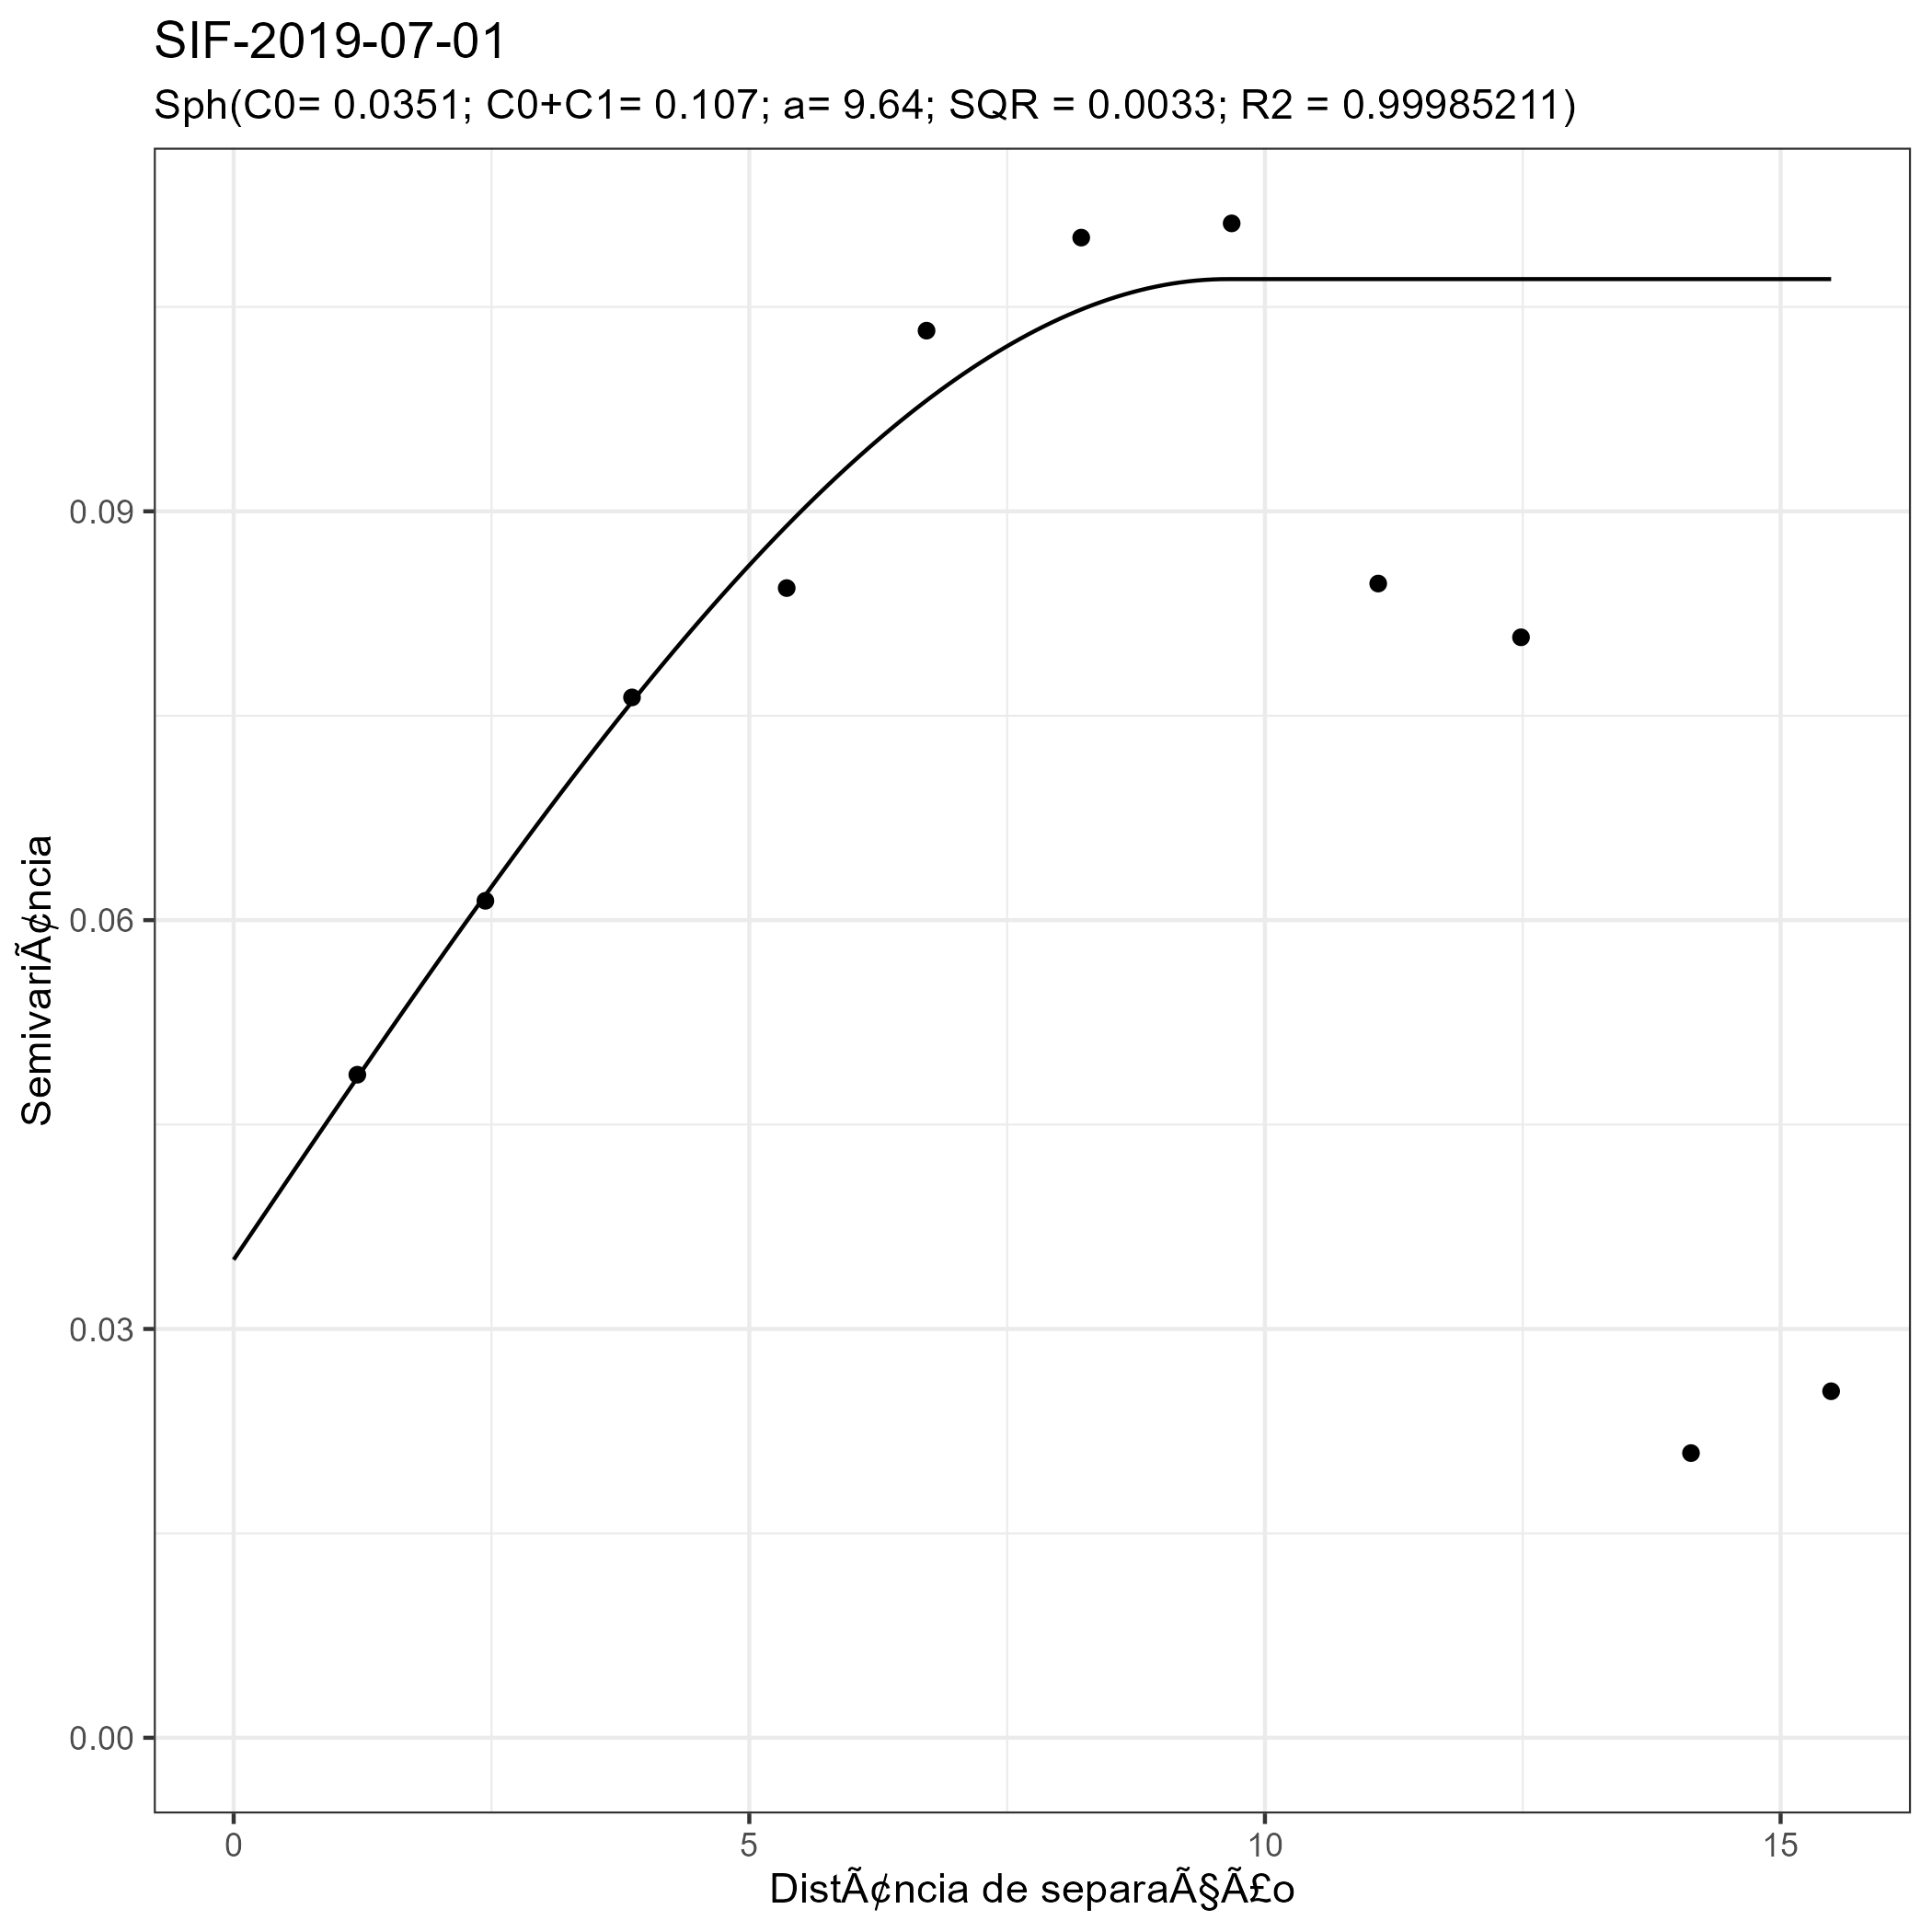 SIF-2019-07-01
Sph(C0= 0.0351; C0+C1= 0.107; a= 9.64; SQR = 0.0033; R2 = 0.99985211)
SemivariÃ¢ncia
0.09
0.06
0.03
0.00
0 5 10 15
DistÃ¢ncia de separaÃ§Ã£o